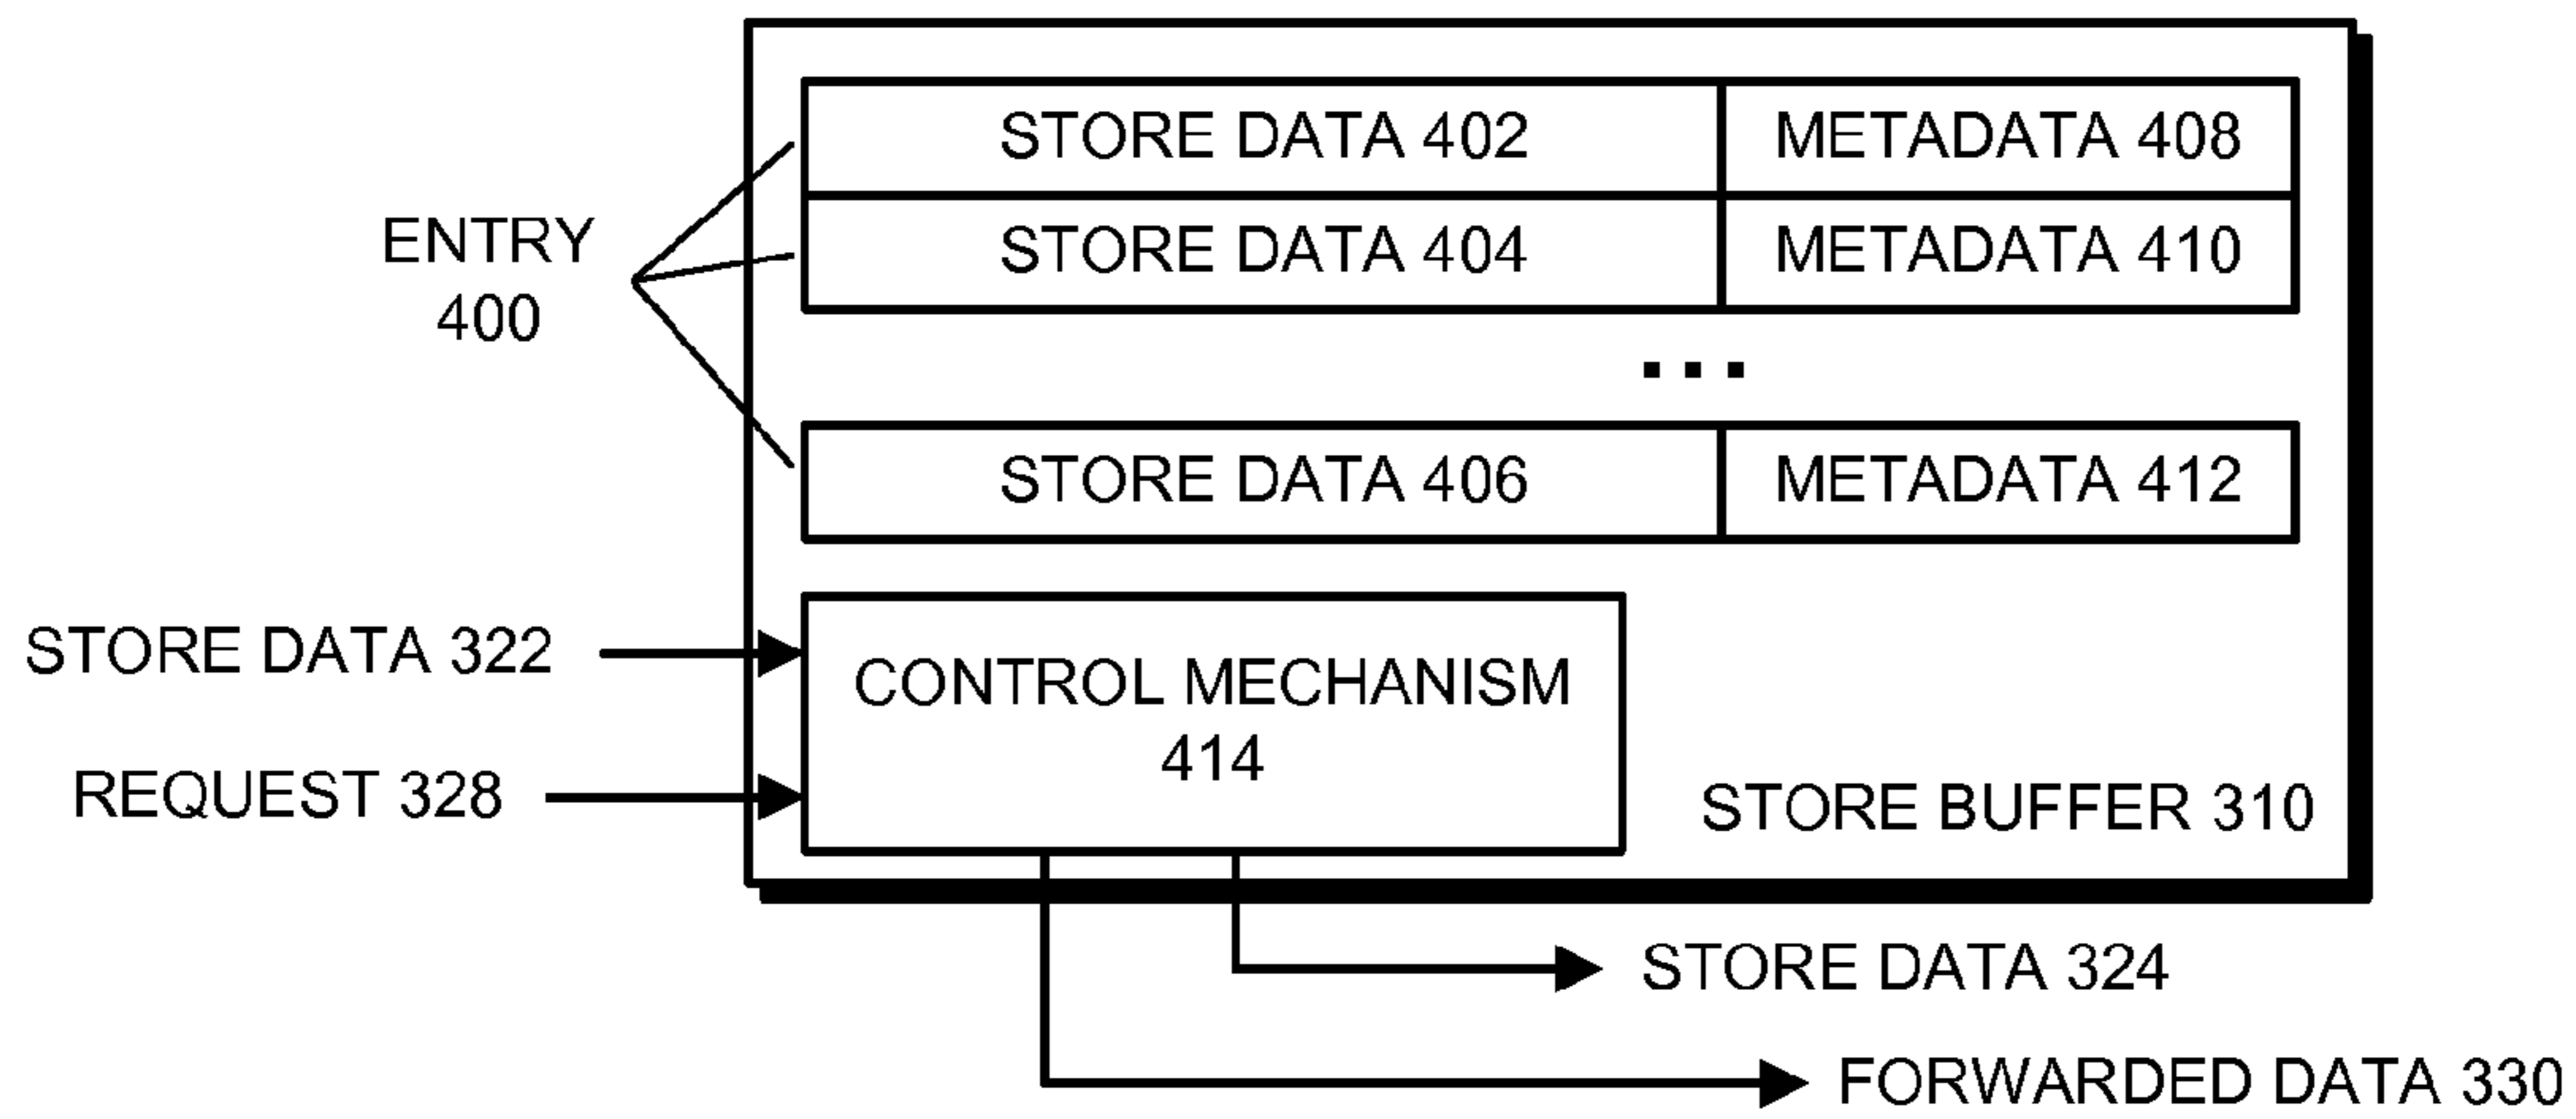 STORE DATA 402 METADATA 408
ENTRY
400
STORE DATA 404 METADATA 410
...
STORE DATA 406 METADATA 412
STORE DATA 322
CONTROL MECHANISM
414
REQUEST 328
STORE BUFFER 310
STORE DATA 324
FORWARDED DATA 330